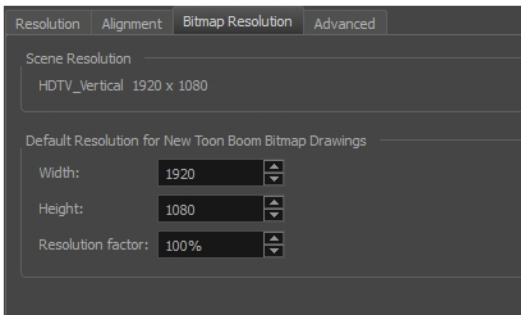 Resolution Alignment Bitmap Resolution Advanced
Scene Resolution
HDTV_Vertical 1920 x 1080
Default Resolution for New Toon Boom Bitmap Drawings
Width: 1920
Height: 1080
Resolution factor: 100%